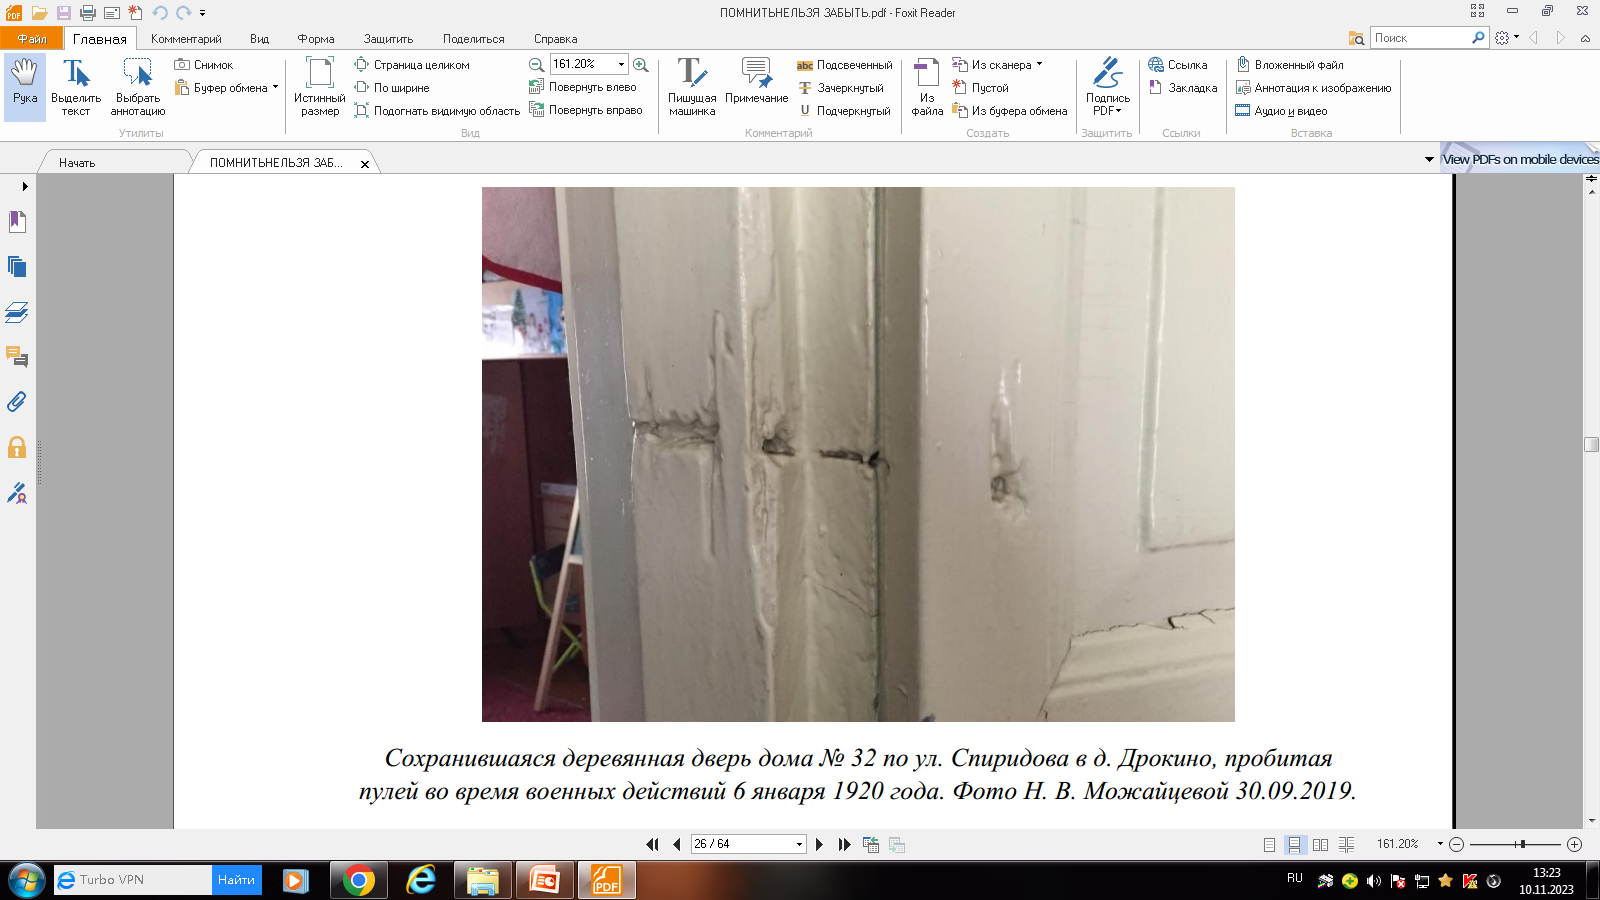 ПОМНИТЬНЕЛЬЗЯ ЗАБЫТЬ.pdf - Foxit Reader
Файл Главная Комментарий Вид Форма Защитить Поделиться Справка Поиск
Рука
Выделить текст
Выбрать аннотацию
Снимок
Буфер обмена
Утилиты
Истинный размер
Страница целиком
По ширине
Подогнать видимую область
161.20%
Повернуть влево
Повернуть вправо
Вид
Пишущая машинка
Примечание
abc Подсвеченный
Зачеркнутый
Подчеркнутый
Комментарий
Из файла
Из сканера
Пустой
Из буфера обмена
Создать
Подпись PDF
Защитить
Ссылка
Закладка
Ссылки
Вложенный файл
Аннотация к изображению
Аудио и видео
Вставка
Начать
ПОМНИТЬНЕЛЬЗЯ ЗАБ...
View PDFs on mobile devices
Сохранившаяся деревянная дверь дома № 32 по ул. Спиридова в д. Дрокино, пробитая
пулей во время военных действий 6 января 1920 года. Фото Н. В. Можайцевой 30.09.2019.
26 / 64
161.20%
Turbo VPN Найти
PDF
RU
13:23
10.11.2023